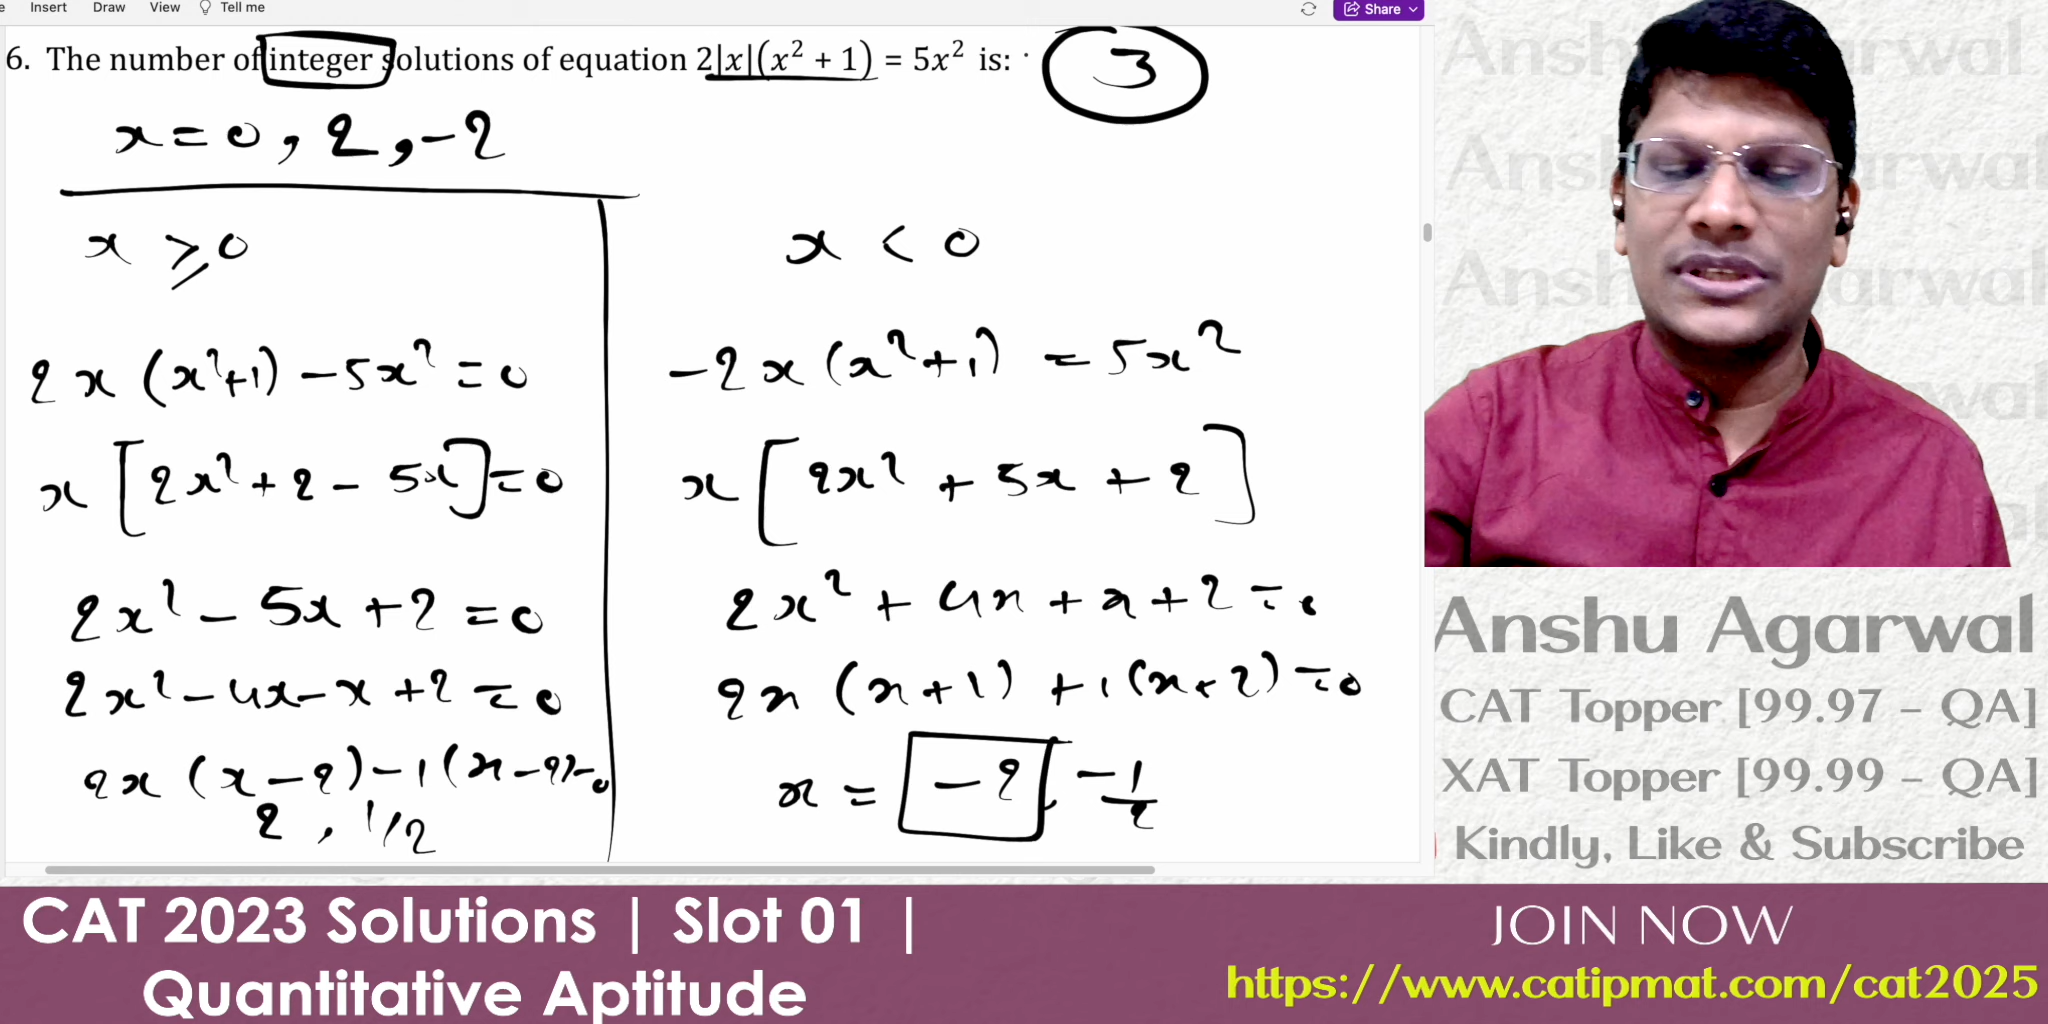 Insert Draw View Tell me
Share
6. The number of integer solutions of equation 2|x|(x² + 1) = 5x² is:
3
x = 0, 2, -2
x ≥ 0
x < 0
2x (x²+1) - 5x² = 0
-2x (x²+1) = 5x²
x [2x² + 2 - 5x] = 0
x [2x² + 5x + 2]
2x² - 5x + 2 = 0
2x² + 4x + x + 2 = 0
2x² - 4x - x + 2 = 0
2x (x+1) + 1(x+2) = 0
2x (x-2) - 1(x-2) = 0
x = -2, -1/2
2, 1/2
Anshu Agarwal
CAT Topper [99.97 - QA]
XAT Topper [99.99 - QA]
Kindly, Like & Subscribe
CAT 2023 Solutions | Slot 01 |
Quantitative Aptitude
JOIN NOW
https://www.catipmat.com/cat2025